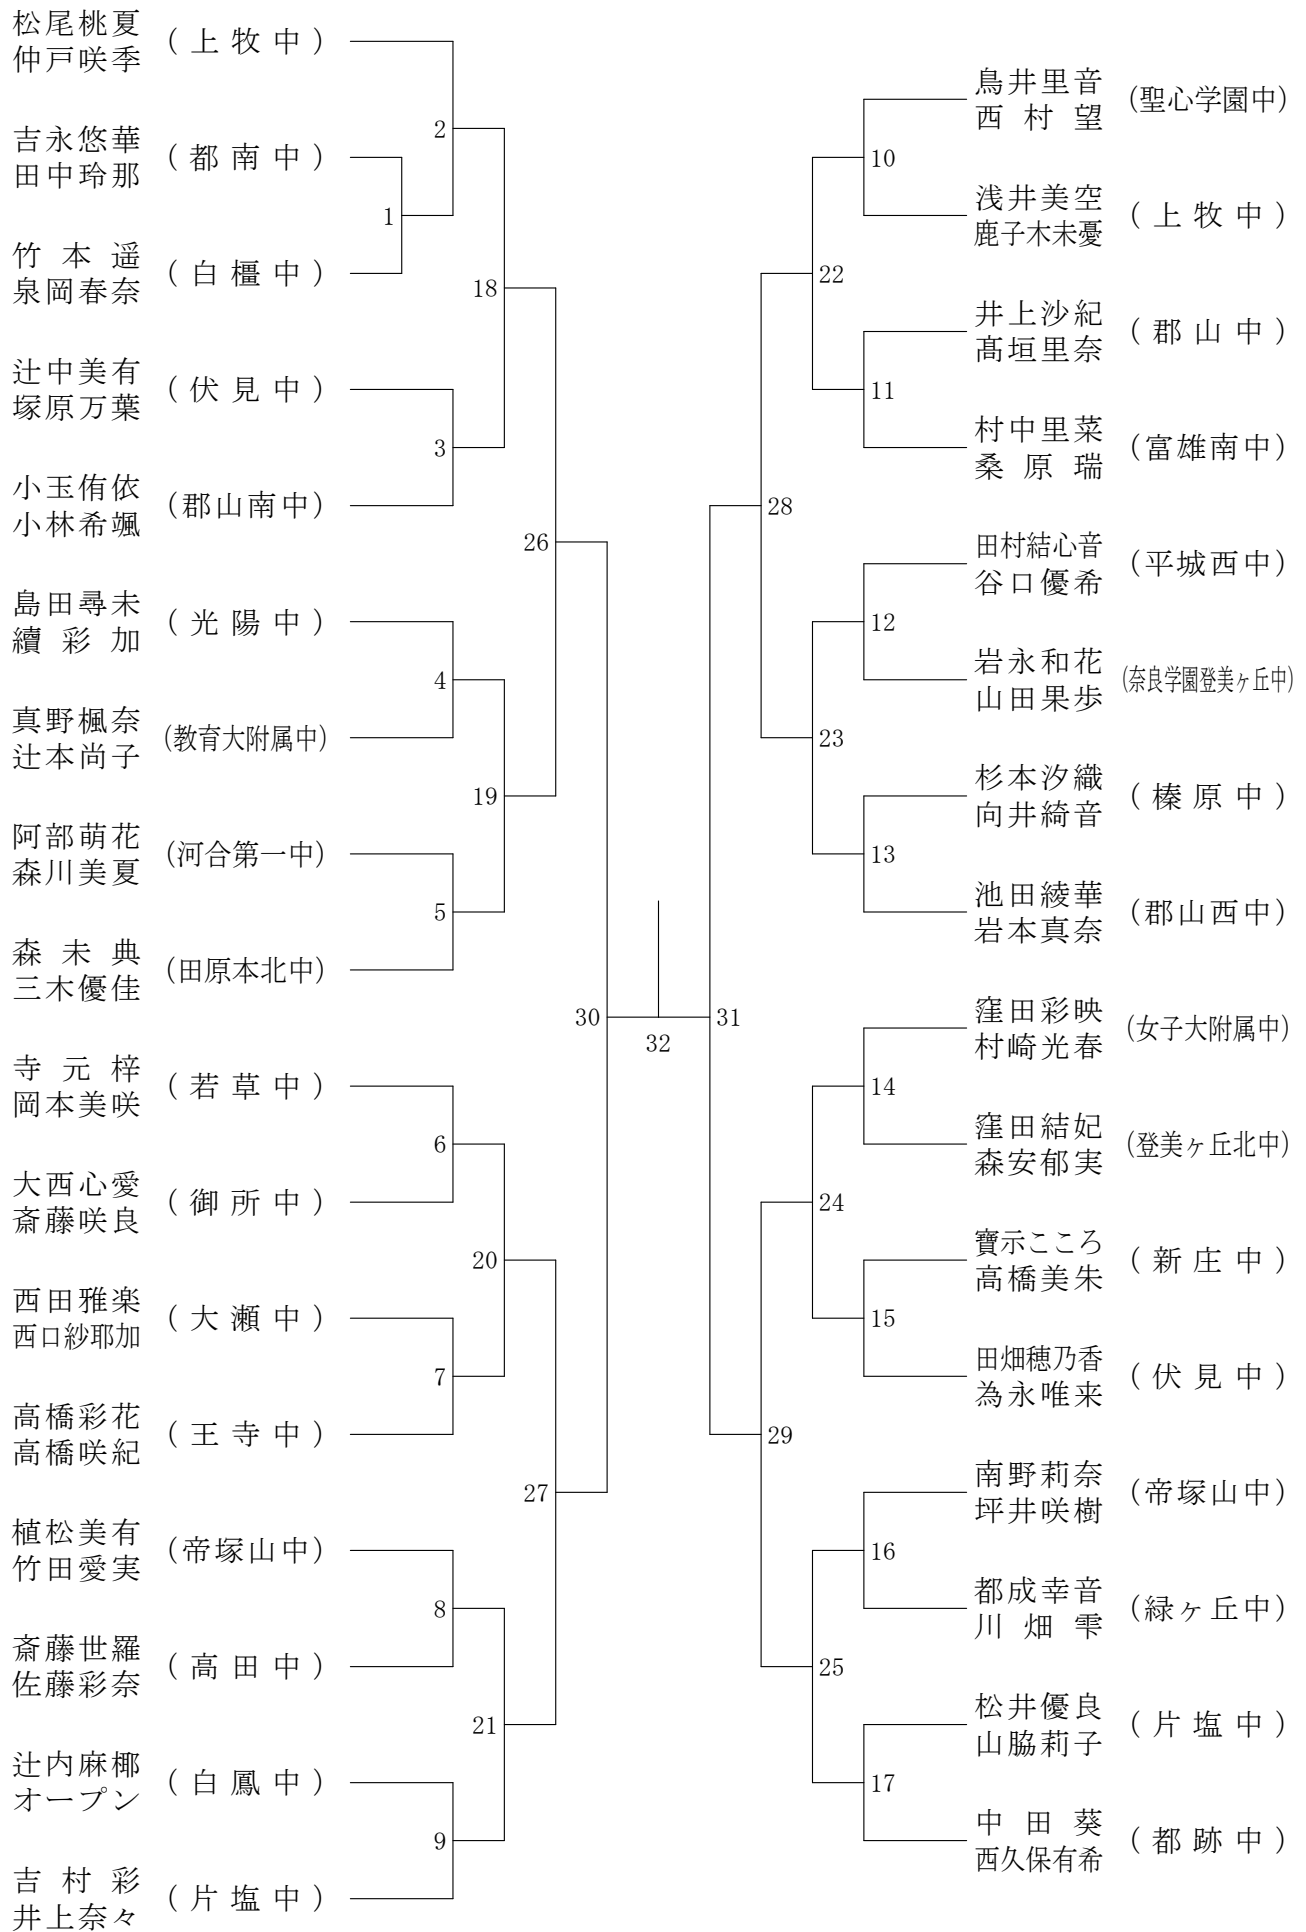 松尾桃夏
仲戸咲季
(上牧中)
吉永悠華
田中玲那
(都南中)
竹本遥
泉岡春奈
(白橿中)
辻中美有
塚原万葉
(伏見中)
小玉侑依
小林希颯
(郡山南中)
島田尋未
續彩加
(光陽中)
真野楓奈
辻本尚子
(教育大附属中)
阿部萌花
森川美夏
(河合第一中)
森未典
三木優佳
(田原本北中)
寺元梓
岡本美咲
(若草中)
大西心愛
斎藤咲良
(御所中)
西田雅楽
西口紗耶加
(大瀬中)
高橋彩花
高橋咲紀
(王寺中)
植松美有
竹田愛実
(帝塚山中)
斎藤世羅
佐藤彩奈
(高田中)
辻内麻椰
オープン
(白鳳中)
吉村彩
井上奈々
(片塩中)
1
2
3
4
5
6
7
8
9
18
19
20
21
26
27
30
32
31
28
29
22
23
24
25
10
11
12
13
14
15
16
17
鳥井里音
西村望
(聖心学園中)
浅井美空
鹿子木未憂
(上牧中)
井上沙紀
髙垣里奈
(郡山中)
村中里菜
桑原瑞
(富雄南中)
田村結心音
谷口優希
(平城西中)
岩永和花
山田果歩
(奈良学園登美ヶ丘中)
杉本汐織
向井綺音
(榛原中)
池田綾華
岩本真奈
(郡山西中)
窪田彩映
村崎光春
(女子大附属中)
窪田結妃
森安郁実
(登美ヶ丘北中)
寶示こころ
高橋美朱
(新庄中)
田畑穂乃香
為永唯来
(伏見中)
南野莉奈
坪井咲樹
(帝塚山中)
都成幸音
川畑雫
(緑ヶ丘中)
松井優良
山脇莉子
(片塩中)
中田葵
西久保有希
(都跡中)